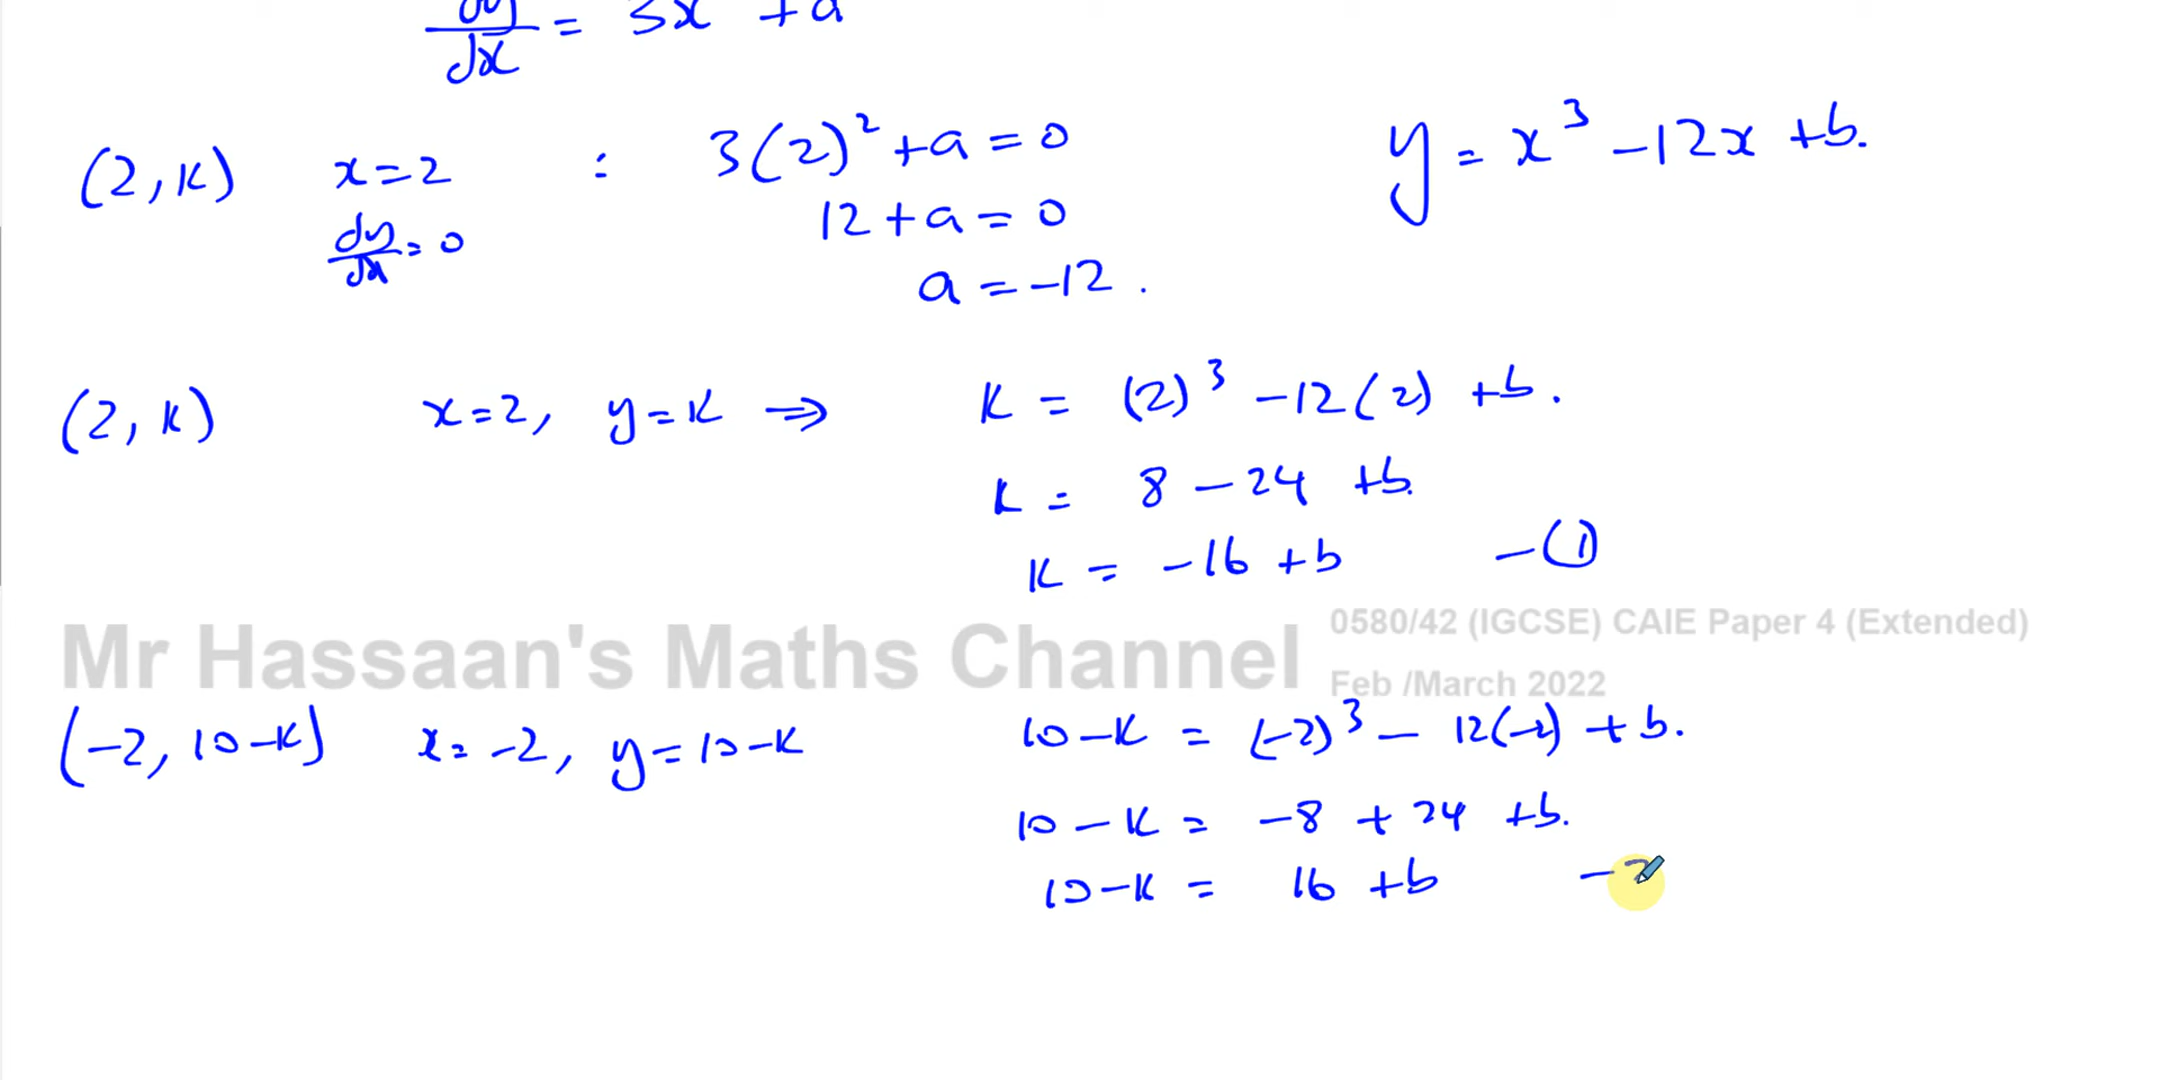 dy/dx = 3x +a
(2, k) x=2 : 3(2)² + a = 0 y = x³ - 12x + b.
dy/dx = 0 12 + a = 0
a = -12 .
(2, k) x=2, y=k ⇒ k = (2)³ - 12(2) + b.
k = 8 - 24 + b.
k = -16 + b - (1)
Mr Hassaan's Maths Channel 0580/42 (IGCSE) CAIE Paper 4 (Extended)
Feb /March 2022
(-2, 10-k) x = -2, y = 10-k 10-k = (-2)³ - 12(-2) + b.
10 - k = -8 + 24 + b.
10-k = 16 + b - 2